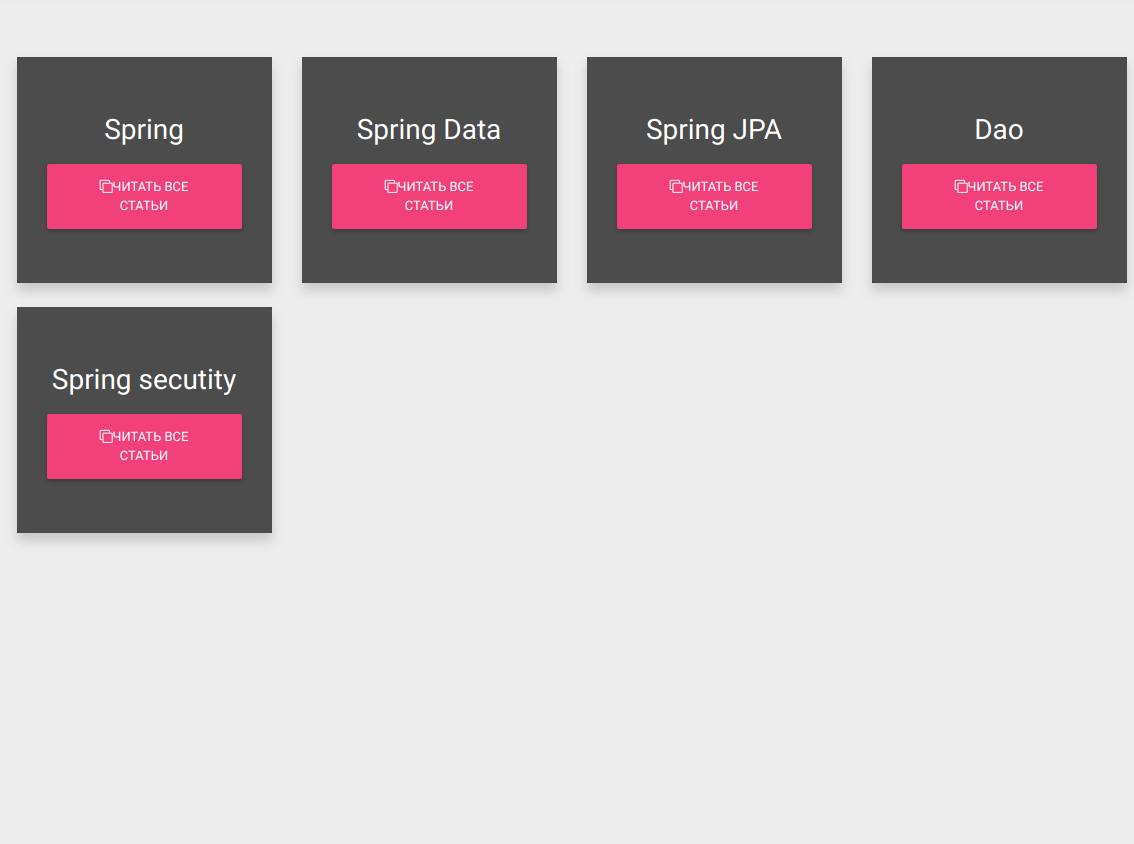 Spring
ЧИТАТЬ ВСЕ
СТАТЬИ
Spring Data
ЧИТАТЬ ВСЕ
СТАТЬИ
Spring JPA
ЧИТАТЬ ВСЕ
СТАТЬИ
Dao
ЧИТАТЬ ВСЕ
СТАТЬИ
Spring secutity
ЧИТАТЬ ВСЕ
СТАТЬИ